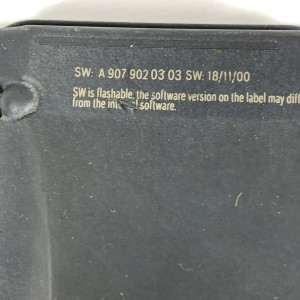 SW: A 907 902 03 03 SW: 18/11/00
SW is flashable, the software version on the label may
from the software.